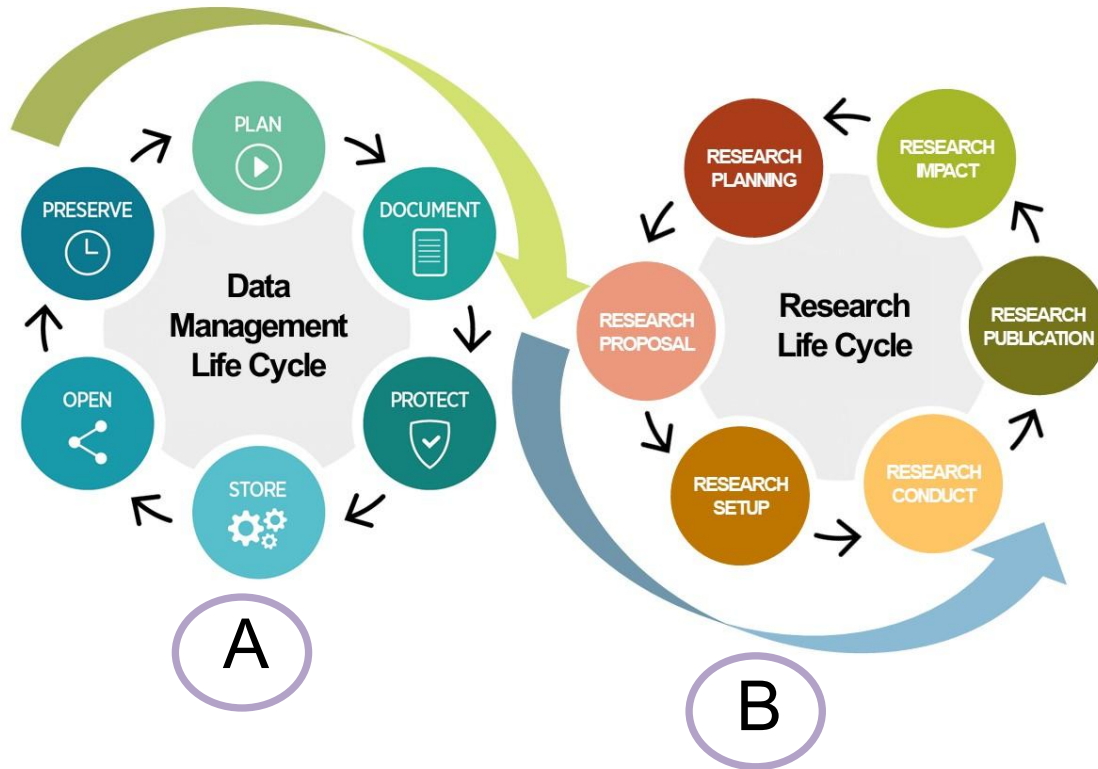 PLAN
DOCUMENT
PROTECT
STORE
OPEN
PRESERVE
Data
Management
Life Cycle
A
RESEARCH
PLANNING
RESEARCH
PROPOSAL
RESEARCH
SETUP
RESEARCH
CONDUCT
RESEARCH
PUBLICATION
RESEARCH
IMPACT
Research
Life Cycle
B